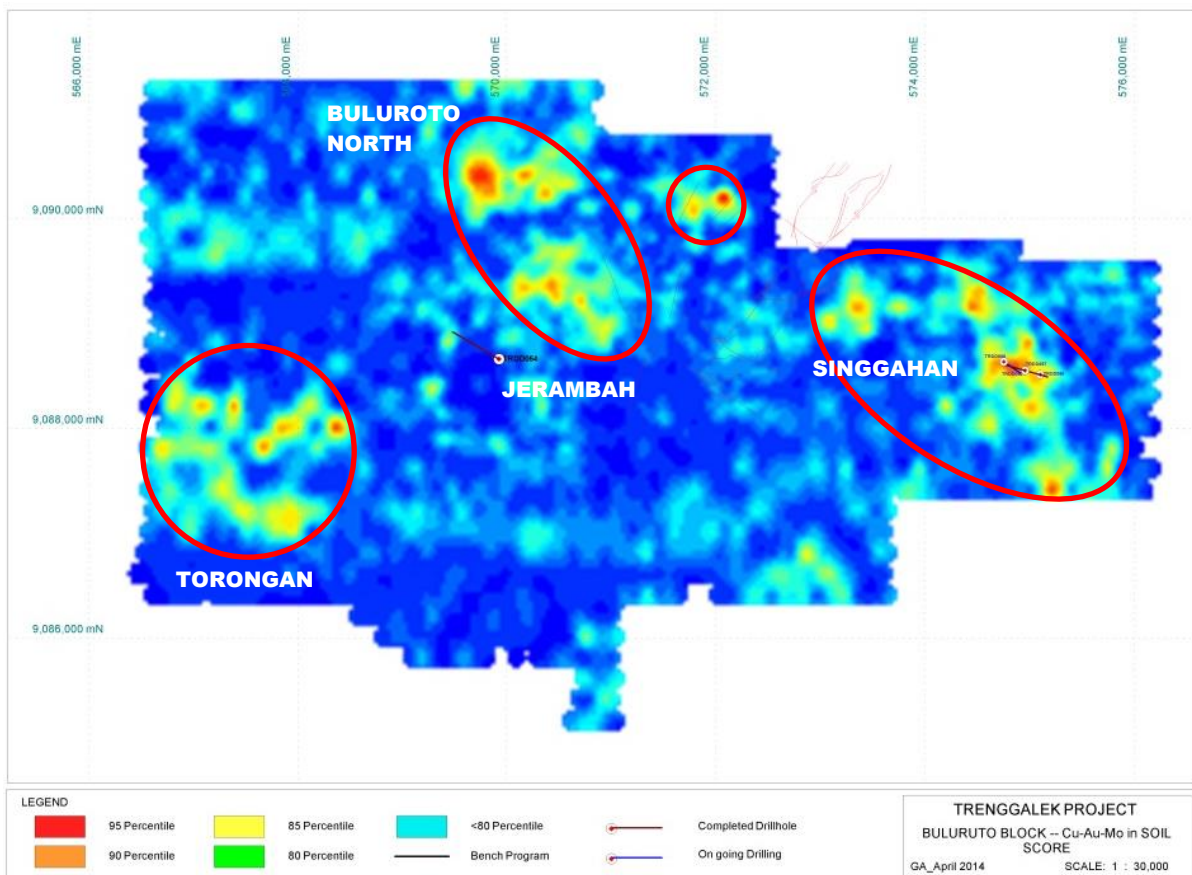 566,000 mE
570,000 mE
572,000 mE
574,000 mE
576,000 mE
BULUROTO
NORTH
9,090,000 mN
SINGGAHAN
JERAMBAH
9,088,000 mN
TORONGAN
9,086,000 mN
LEGEND
95 Percentile
85 Percentile
<80 Percentile
Completed Drillhole
90 Percentile
80 Percentile
Bench Program
On going Drilling
TRENGGALEK PROJECT
BULURUTO BLOCK -- Cu-Au-Mo in SOIL
SCORE
GA_April 2014
SCALE: 1 : 30,000